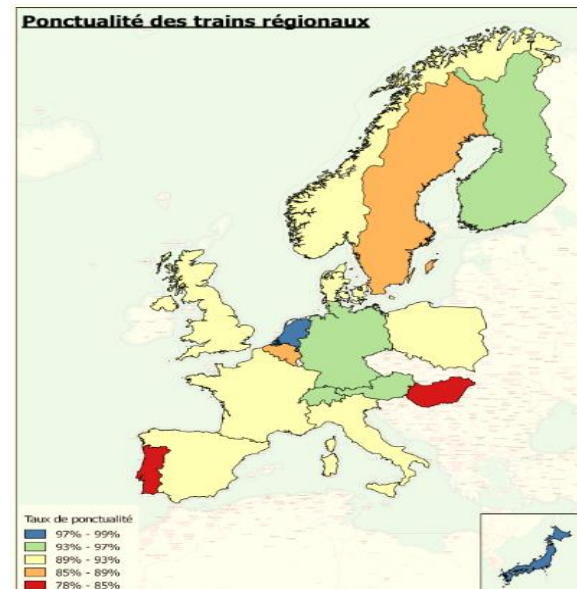 Ponctualité des trains régionaux
Taux de ponctualité
97% - 99%
93% - 97%
89% - 93%
85% - 89%
78% - 85%